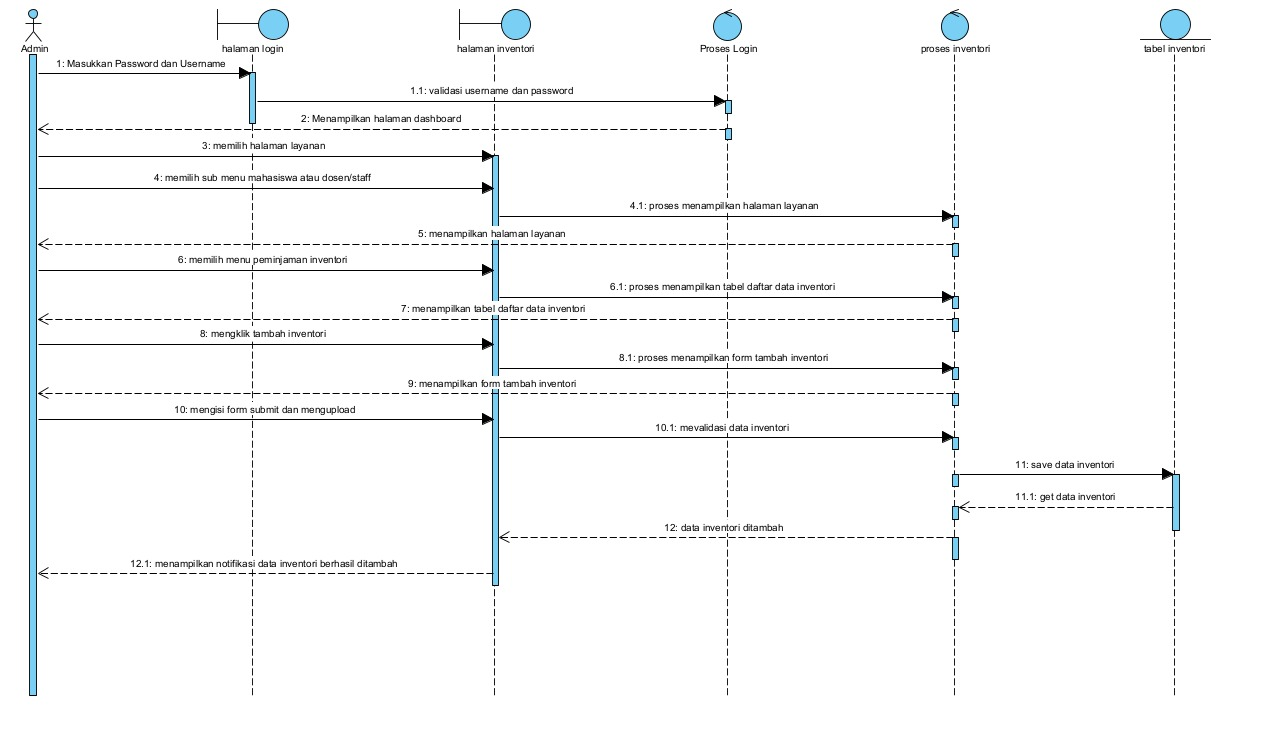 Admin
halaman login
halaman inventori
Proses Login
proses inventori
tabel inventori
1: Masukkan Password dan Username
1.1: validasi username dan password
2: Menampilkan halaman dashboard
3: memilih halaman layanan
4: memilih sub menu mahasiswa atau dosen/staff
4.1: proses menampilkan halaman layanan
5: menampilkan halaman layanan
6: memilih menu peminjaman inventori
6.1: proses menampilkan tabel daftar data inventori
7: menampilkan tabel daftar data inventori
8: mengklik tambah inventori
8.1: proses menampilkan form tambah inventori
9: menampilkan form tambah inventori
10: mengisi form submit dan mengupload
10.1: mevalidasi data inventori
11: save data inventori
11.1: get data inventori
12: data inventori ditambah
12.1: menampilkan notifikasi data inventori berhasil ditambah